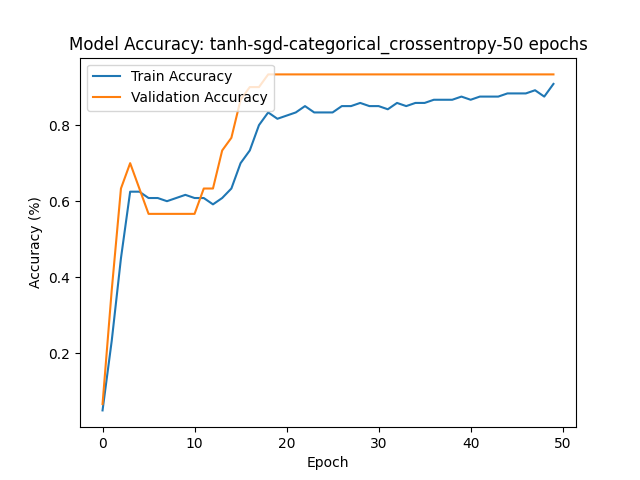 Model Accuracy: tanh-sgd-categorical_crossentropy-50 epochs
Train Accuracy
Validation Accuracy
0.8
0.6
0.4
0.2
Accuracy (%)
0 10 20 30 40 50
Epoch